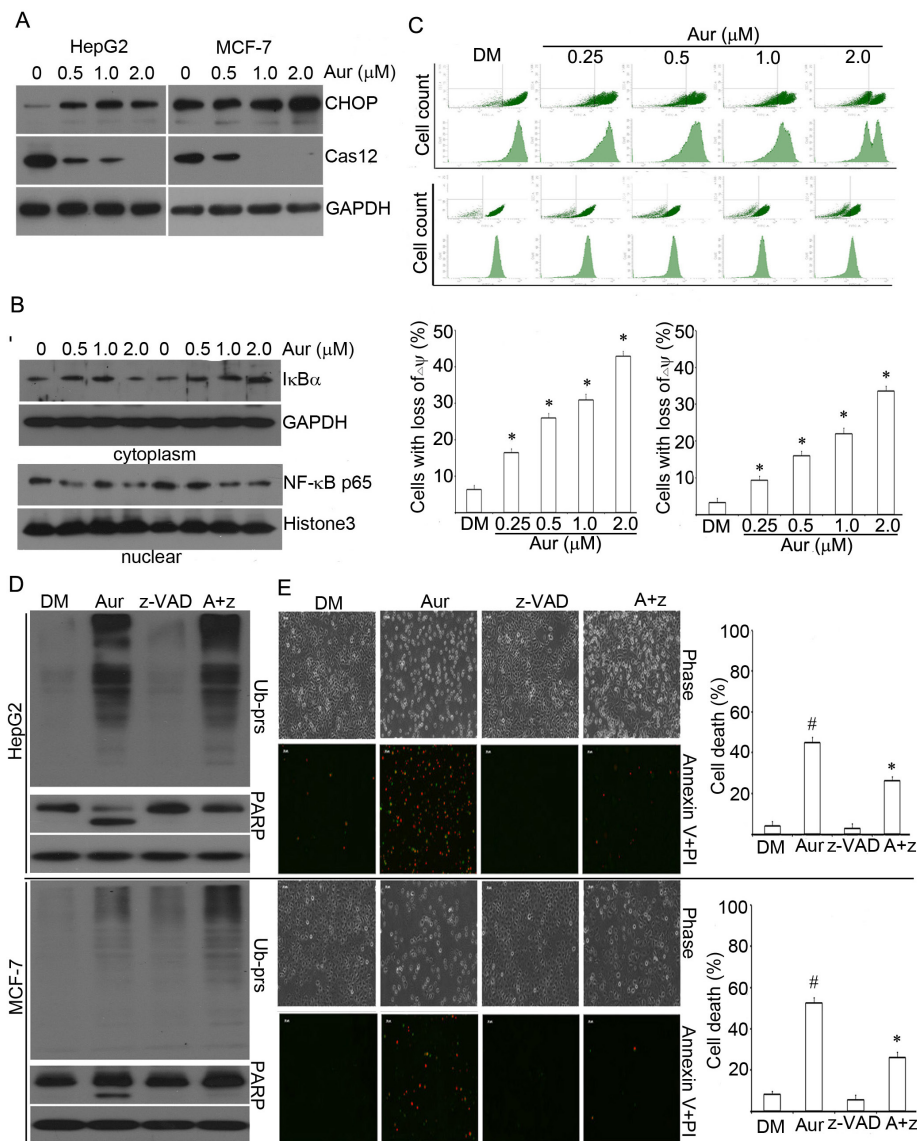 A
HepG2 MCF-7
0 0.5 1.0 2.0 0 0.5 1.0 2.0 Aur (μM)
CHOP
Cas12
GAPDH
B
0 0.5 1.0 2.0 0 0.5 1.0 2.0 Aur (μM)
IκBα
GAPDH
cytoplasm
NF-κB p65
Histone3
nuclear
C
Aur (μM)
DM 0.25 0.5 1.0 2.0
Cell count
Cell count
Cells with loss of △ψ (%)
50
40
30
20
10
* * * *
DM 0.25 0.5 1.0 2.0
Aur (μM)
Cells with loss of △ψ (%)
50
40
30
20
10
* * * *
DM 0.25 0.5 1.0 2.0
Aur (μM)
D
DM Aur z-VAD A+z
HepG2
Ub-prs
PARP
MCF-7
Ub-prs
PARP
E
DM Aur z-VAD A+z
Phase
Annexin V+PI
Cell death (%)
100
80
60
40
20
# *
DM Aur z-VAD A+z
Phase
Annexin V+PI
Cell death (%)
100
80
60
40
20
# *
DM Aur z-VAD A+z